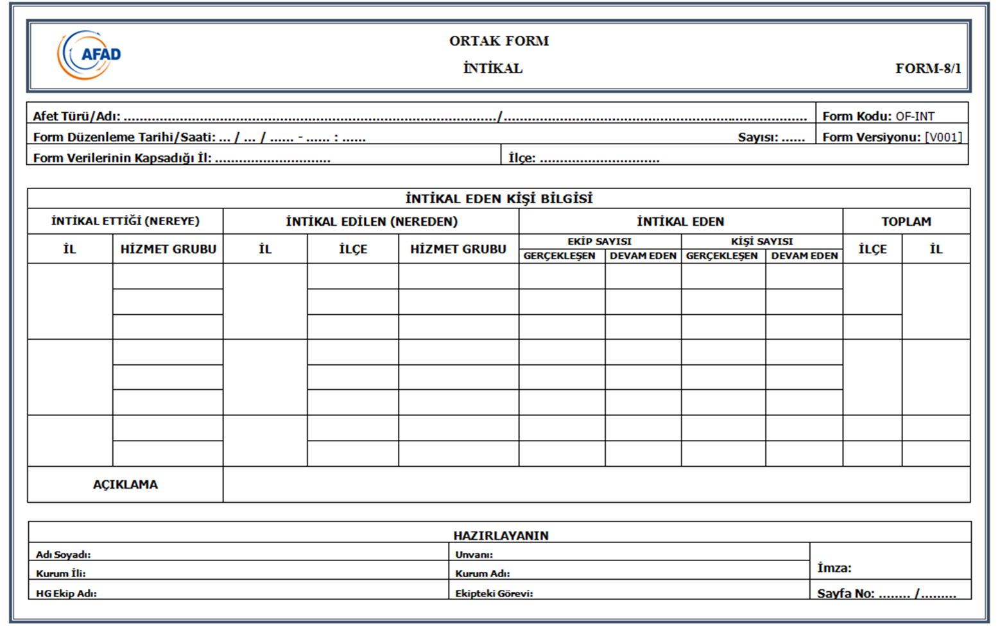 AFAD
ORTAK FORM
İNTİKAL
FORM-8/1
Afet Türü/Adı: ............................................................................................/........................................................................... Form Kodu: OF-INT
Form Düzenleme Tarihi/Saati: ... / ... / ...... - ...... : ...... Sayısı: ...... Form Versiyonu: [V001]
Form Verilerinin Kapsadığı İl: ............................. İlçe: ..............................
İNTİKAL EDEN KİŞİ BİLGİSİ
İNTİKAL ETTİĞİ (NEREYE) İNTİKAL EDİLEN (NEREDEN) İNTİKAL EDEN TOPLAM
İL HİZMET GRUBU İL İLÇE HİZMET GRUBU EKİP SAYISI KİŞİ SAYISI İLÇE İL
GERÇEKLEŞEN DEVAM EDEN GERÇEKLEŞEN DEVAM EDEN
AÇIKLAMA
HAZIRLAYANIN
Adı Soyadı: Unvanı:
İmza:
Kurum İli: Kurum Adı:
HG Ekip Adı: Ekipteki Görevi: Sayfa No: ........ /.........